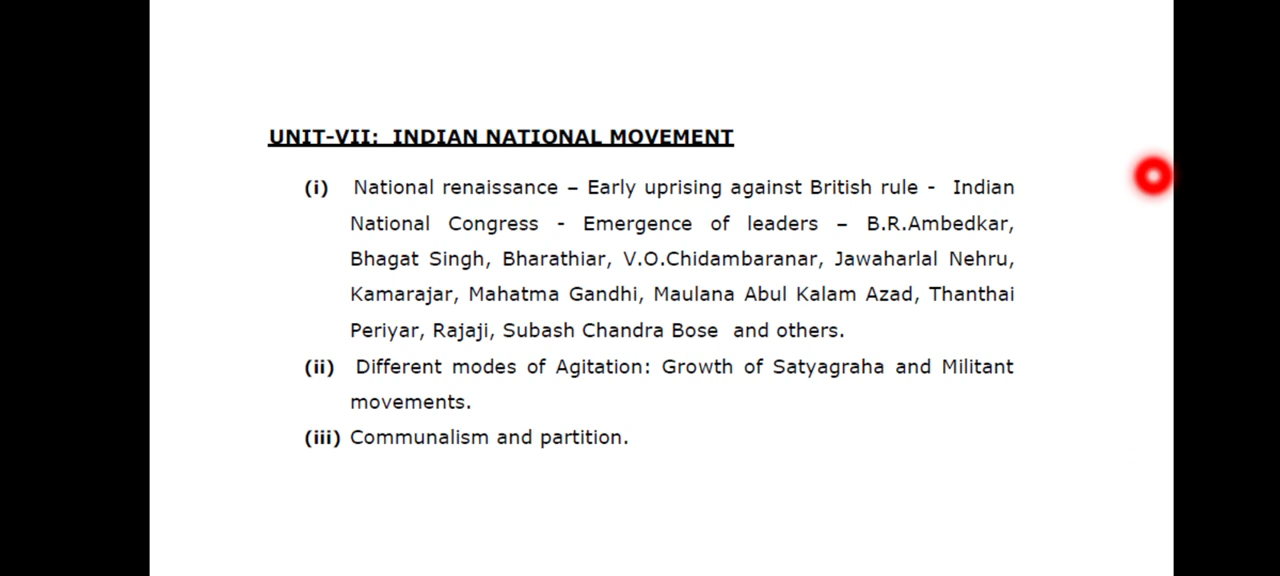 UNIT-VII: INDIAN NATIONAL MOVEMENT
(i) National renaissance – Early uprising against British rule - Indian
National Congress - Emergence of leaders – B.R.Ambedkar,
Bhagat Singh, Bharathiar, V.O.Chidambaranar, Jawaharlal Nehru,
Kamarajar, Mahatma Gandhi, Maulana Abul Kalam Azad, Thanthai
Periyar, Rajaji, Subash Chandra Bose and others.
(ii) Different modes of Agitation: Growth of Satyagraha and Militant
movements.
(iii) Communalism and partition.